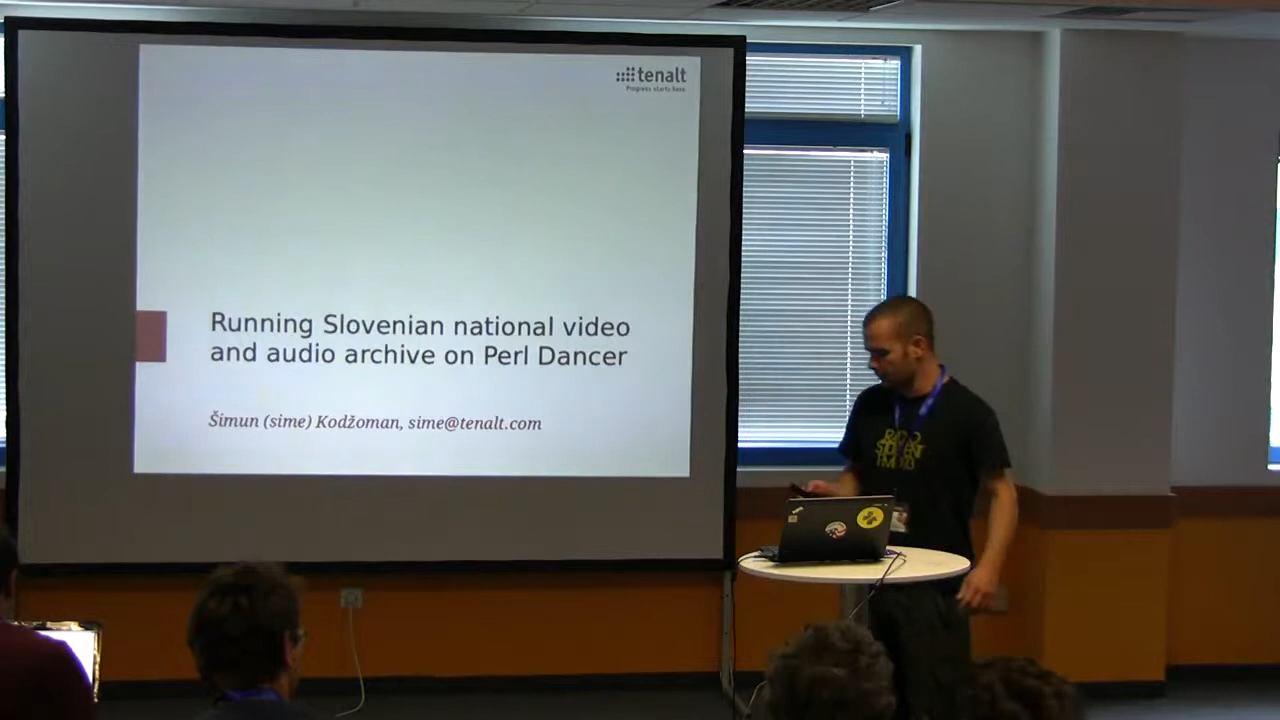 tenalt
Progress starts here.
Running Slovenian national video
and audio archive on Perl Dancer
Šimun (sime) Kodžoman, sime@tenalt.com